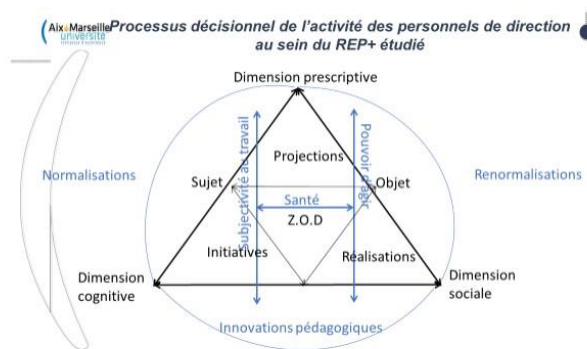 Aix*Marseille
université
Processus décisionnel de l'activité des personnels de direction
au sein du REP+ étudié
Dimension prescriptive
Subjectivité au travail
Pouvoir d'agir
Projections
Normalisations
Sujet
Objet
Renormalisations
Santé
Z.O.D
Initiatives
Réalisations
Dimension
cognitive
Dimension
sociale
Innovations pédagogiques